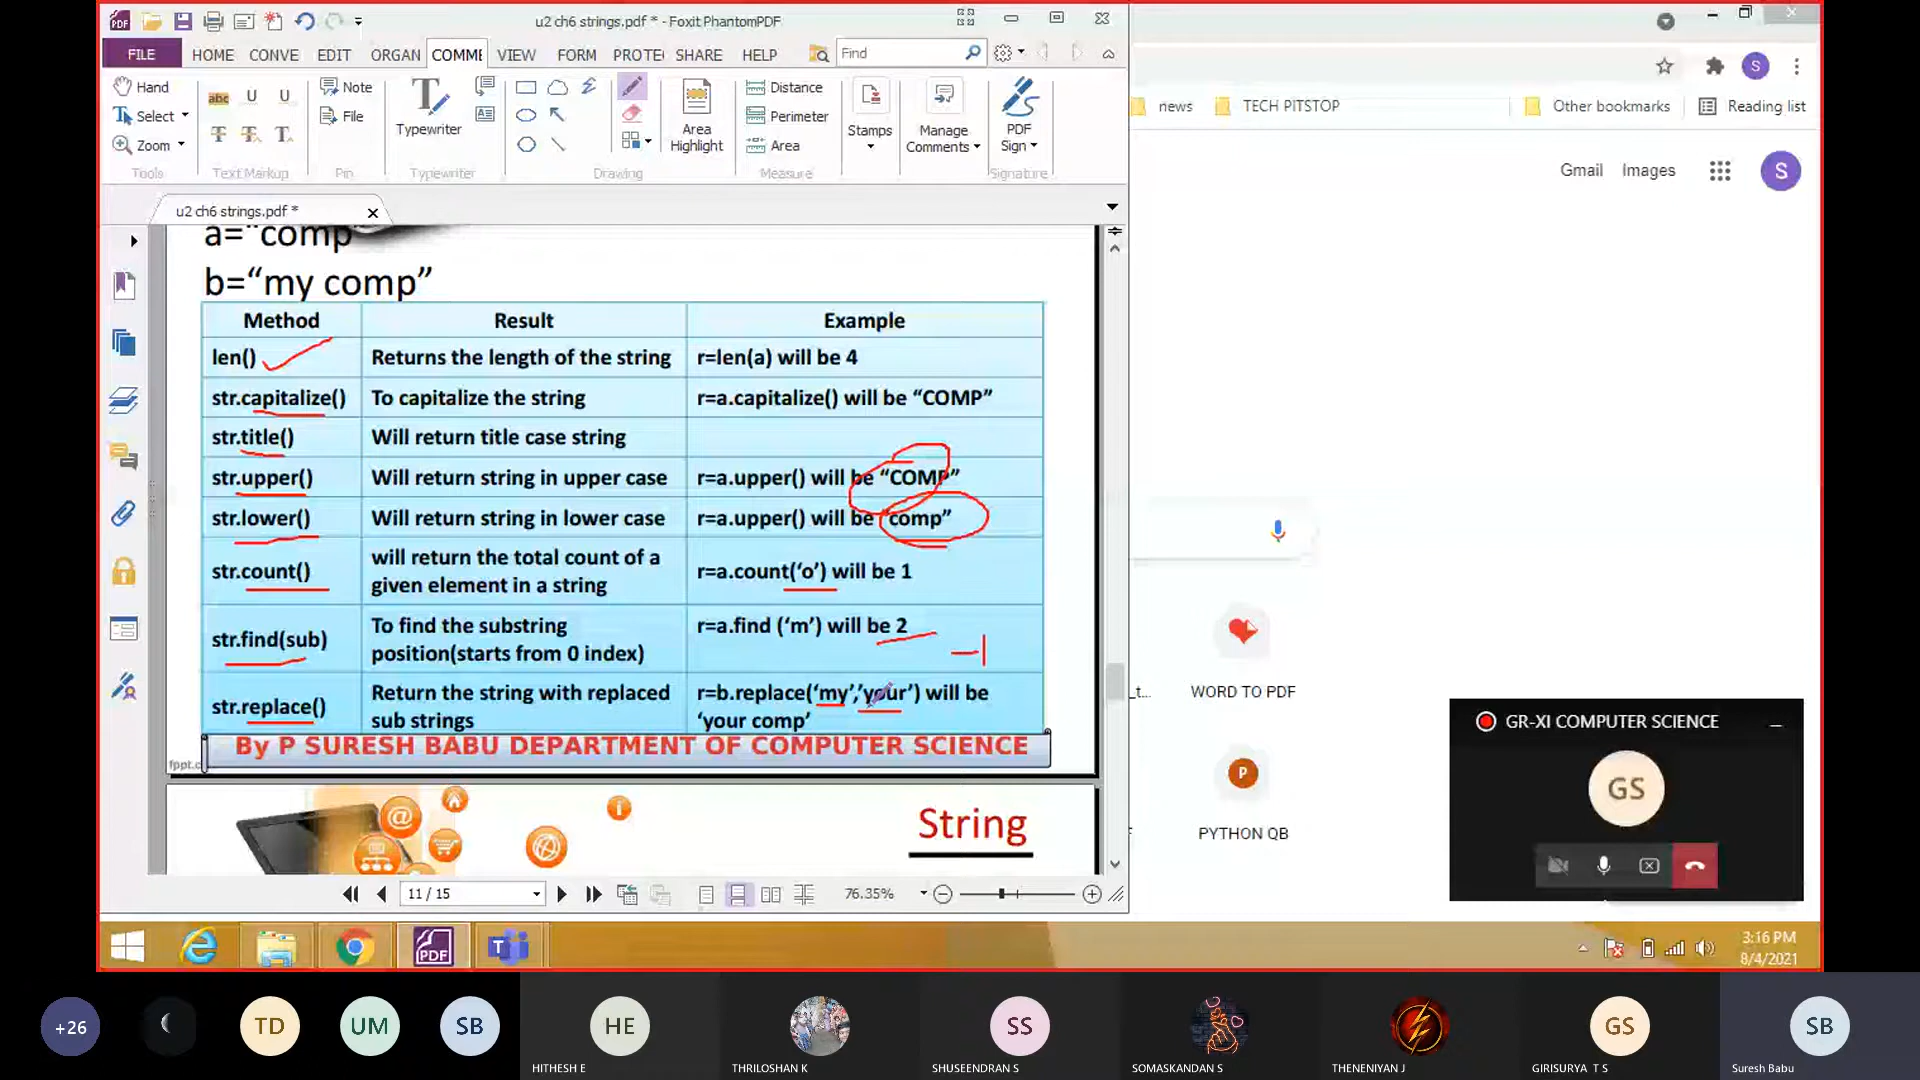 u2 ch6 strings.pdf * - Foxit PhantomPDF
FILE HOME CONVE EDIT ORGAN COMME VIEW FORM PROTE SHARE HELP Find
Hand
Select
Zoom
Tools
abc U U
T T T
Text Markup
Note
File
Pin
Typewriter
Typewriter
Drawing
Area
Highlight
Distance
Perimeter
Area
Measure
Stamps
Manage
Comments
PDF
Sign
Signature
u2 ch6 strings.pdf *
a=“comp”
b=“my comp”
Method Result Example
len() Returns the length of the string r=len(a) will be 4
str.capitalize() To capitalize the string r=a.capitalize() will be “COMP”
str.title() Will return title case string
str.upper() Will return string in upper case r=a.upper() will be “COMP”
str.lower() Will return string in lower case r=a.upper() will be “comp”
str.count() will return the total count of a given element in a string r=a.count(‘o’) will be 1
str.find(sub) To find the substring position(starts from 0 index) r=a.find (‘m’) will be 2
-1
str.replace() Return the string with replaced sub strings r=b.replace(‘my’,’your’) will be ‘your comp’
By P SURESH BABU DEPARTMENT OF COMPUTER SCIENCE
fppt.c
String
11 / 15
76.35%
S
news
TECH PITSTOP
Other bookmarks
Reading list
Gmail Images
S
_t...
WORD TO PDF
P
PYTHON QB
GR-XI COMPUTER SCIENCE
GS
PDF
T
3:16 PM
8/4/2021
+26
TD
UM
SB
HE
HITHESH E
THRILOSHAN K
SS
SHUSEENDRAN S
SOMASKANDAN S
THENENIYAN J
GS
GIRISURYA T S
SB
Suresh Babu